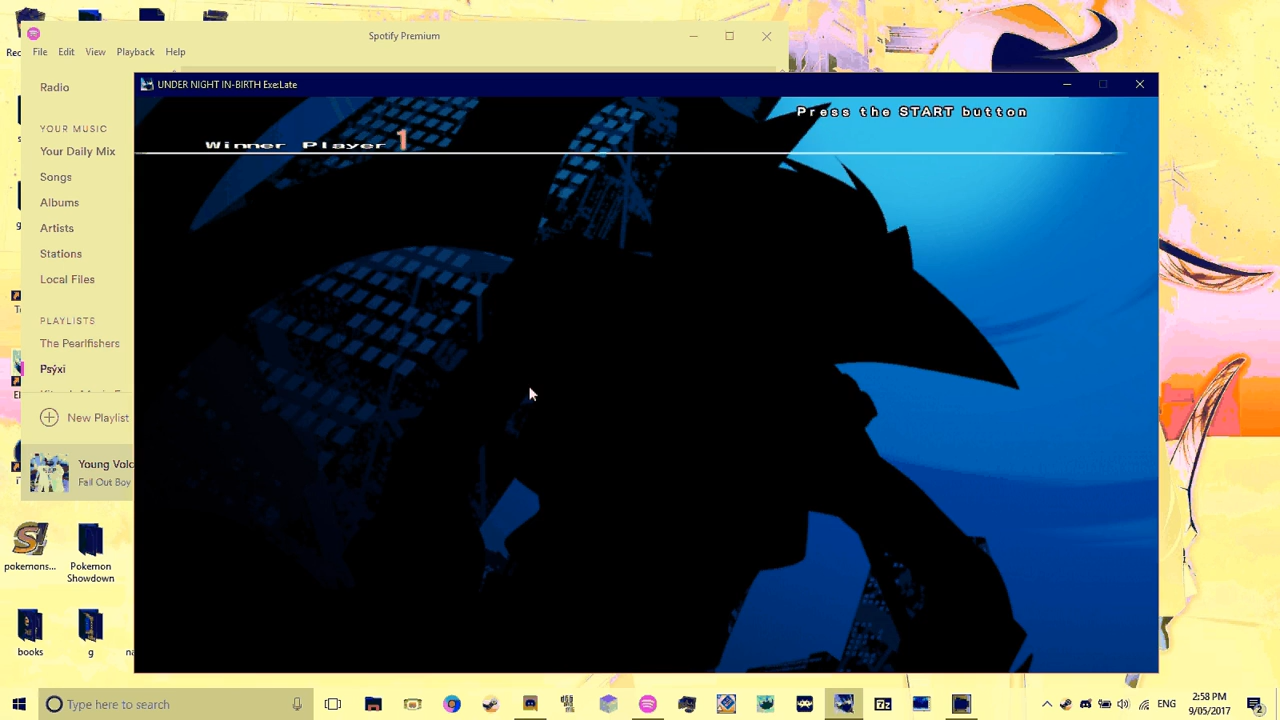 Spotify Premium
File Edit View Playback Help
Radio
YOUR MUSIC
Your Daily Mix
Songs
Albums
Artists
Stations
Local Files
PLAYLISTS
The Pearlfishers
Psýxi
New Playlist
Young Volc
Fall Out Boy
UNDER NIGHT IN-BIRTH Exe:Late
Press the START button
Winner Player 1
pokemons...
Pokemon
Showdown
books
g
Type here to search
7z
ENG
2:58 PM
9/05/2017
2